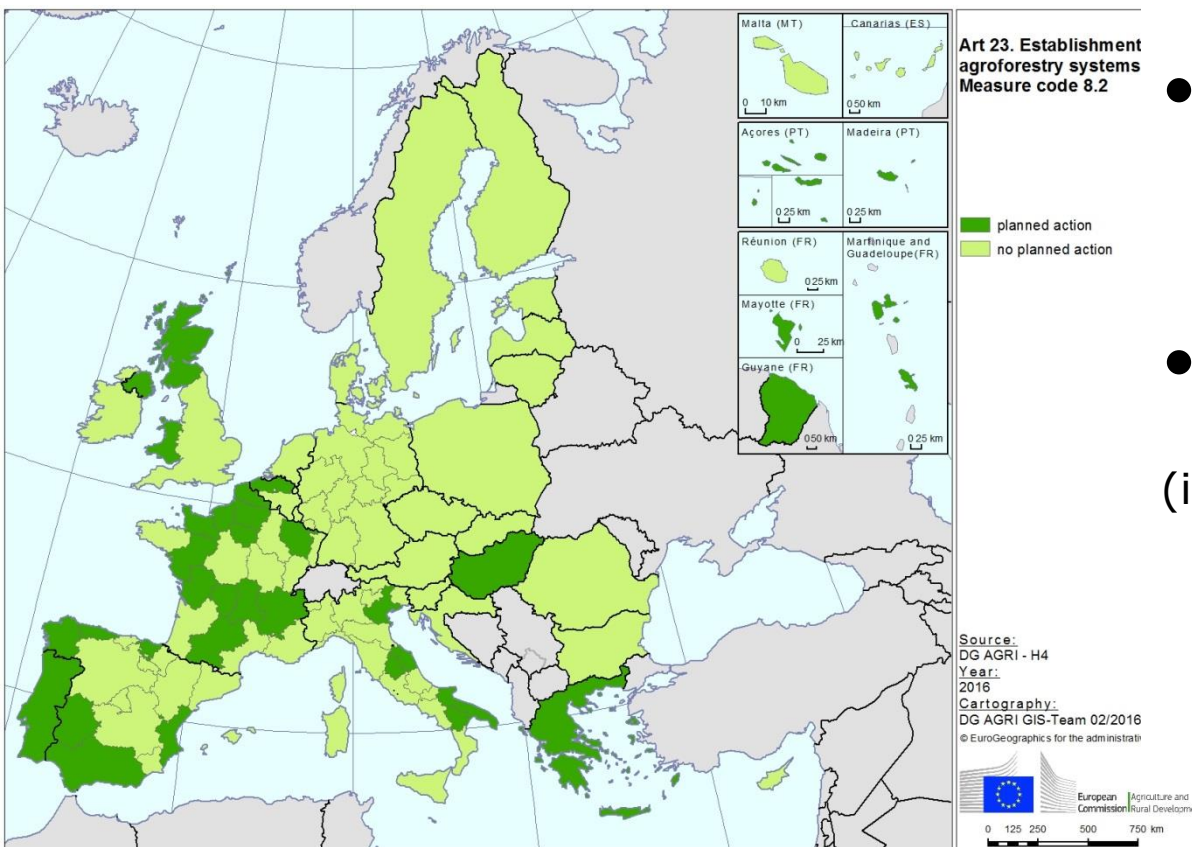 Malta (MT)
0 10 km
Canarias (ES)
0 50 km
Açores (PT)
0 25 km
Madeira (PT)
0 25 km
Réunion (FR)
0 25 km
Martinique and
Guadeloupe(FR)
0 25 km
Mayotte (FR)
0 25 km
Guyane (FR)
0 50 km
Art 23. Establishment
agroforestry systems
Measure code 8.2
planned action
no planned action
Source:
DG AGRI - H4
Year:
2016
Cartography:
DG AGRI GIS-Team 02/2016
© EuroGeographics for the administrativ
European
Commission
Agriculture and
Rural Developm
0 125 250 500 750 km
•
•
(i